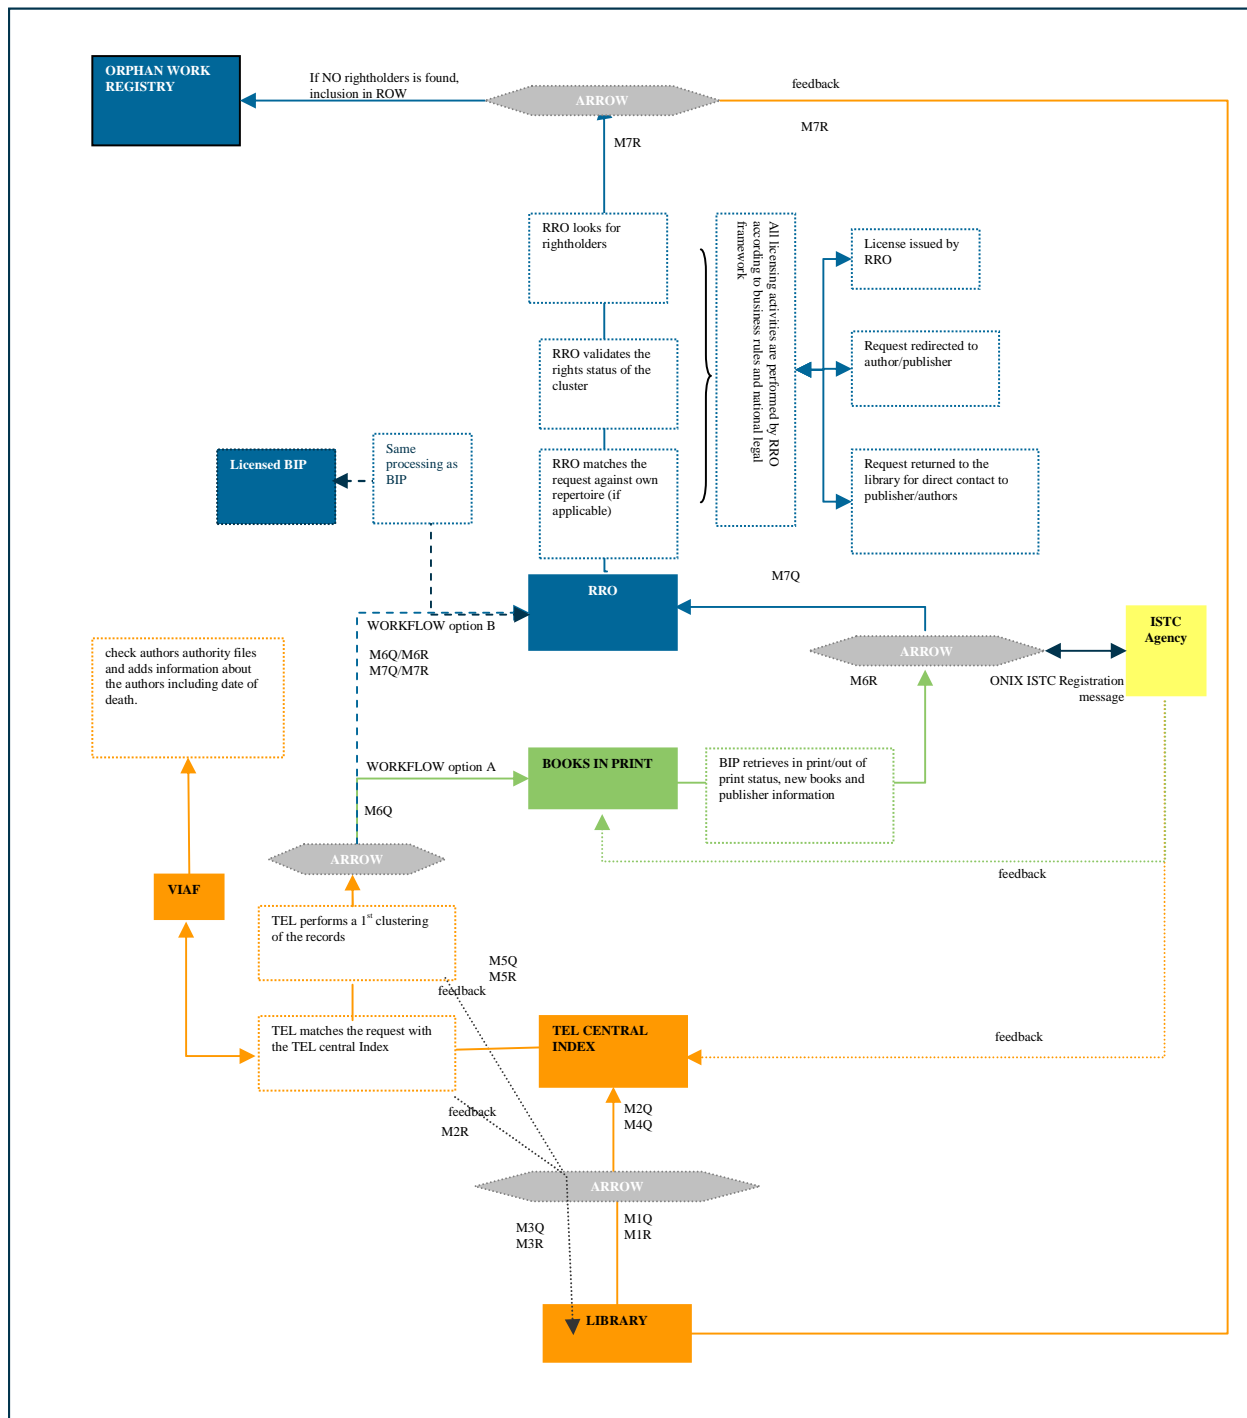 ORPHAN WORK
REGISTRY
If NO rightholders is found,
inclusion in ROW
ARROW
feedback
M7R
M7R
RRO looks for
rightholders
All licensing activities are performed by RRO
according to business rules and national legal
framework
License issued by
RRO
RRO validates the
rights status of the
cluster
Request redirected to
author/publisher
Licensed BIP
Same
processing as
BIP
RRO matches the
request against own
repertoire (if
applicable)
Request returned to the
library for direct contact to
publisher/authors
RRO
M7Q
WORKFLOW option B
M6Q/M6R
M7Q/M7R
ISTC
Agency
ARROW
M6R
ONIX ISTC Registration
message
check authors authority files
and adds information about
the authors including date of
death.
WORKFLOW option A
BOOKS IN PRINT
BIP retrieves in print/out of
print status, new books and
publisher information
M6Q
ARROW
feedback
VIAF
TEL performs a 1st clustering
of the records
M5Q
M5R
feedback
TEL matches the request with
the TEL central Index
TEL CENTRAL
INDEX
feedback
feedback
M2R
M2Q
M4Q
ARROW
M3Q
M3R
M1Q
M1R
LIBRARY